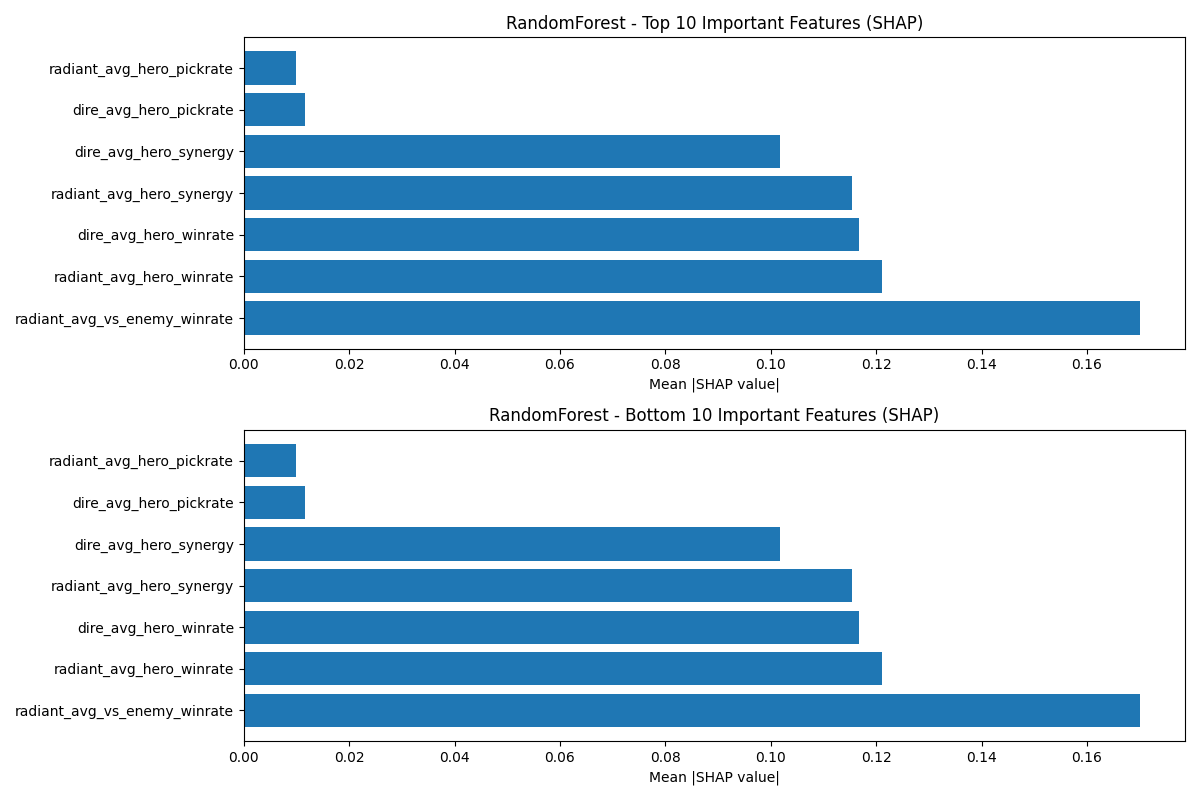 RandomForest - Top 10 Important Features (SHAP)
radiant_avg_hero_pickrate
dire_avg_hero_pickrate
dire_avg_hero_synergy
radiant_avg_hero_synergy
dire_avg_hero_winrate
radiant_avg_hero_winrate
radiant_avg_vs_enemy_winrate
0.00 0.02 0.04 0.06 0.08 0.10 0.12 0.14 0.16
Mean |SHAP value|
RandomForest - Bottom 10 Important Features (SHAP)
radiant_avg_hero_pickrate
dire_avg_hero_pickrate
dire_avg_hero_synergy
radiant_avg_hero_synergy
dire_avg_hero_winrate
radiant_avg_hero_winrate
radiant_avg_vs_enemy_winrate
0.00 0.02 0.04 0.06 0.08 0.10 0.12 0.14 0.16
Mean |SHAP value|